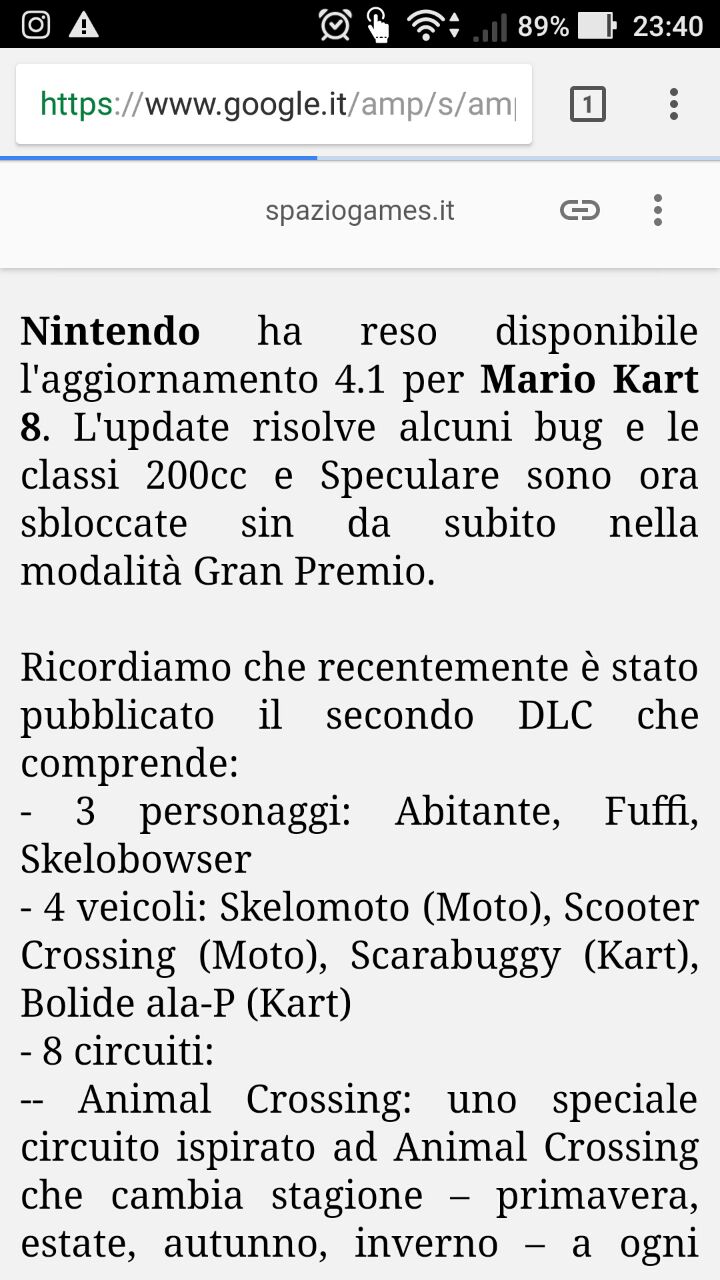 89% 23:40
https://www.google.it/amp/s/amp
1
spaziogames.it
Nintendo ha reso disponibile
l'aggiornamento 4.1 per Mario Kart
8. L'update risolve alcuni bug e le
classi 200cc e Speculare sono ora
sbloccate sin da subito nella
modalità Gran Premio.
Ricordiamo che recentemente è stato
pubblicato il secondo DLC che
comprende:
- 3 personaggi: Abitante, Fuffi,
Skelobowser
- 4 veicoli: Skelomoto (Moto), Scooter
Crossing (Moto), Scarabuggy (Kart),
Bolide ala-P (Kart)
- 8 circuiti:
-- Animal Crossing: uno speciale
circuito ispirato ad Animal Crossing
che cambia stagione – primavera,
estate, autunno, inverno – a ogni